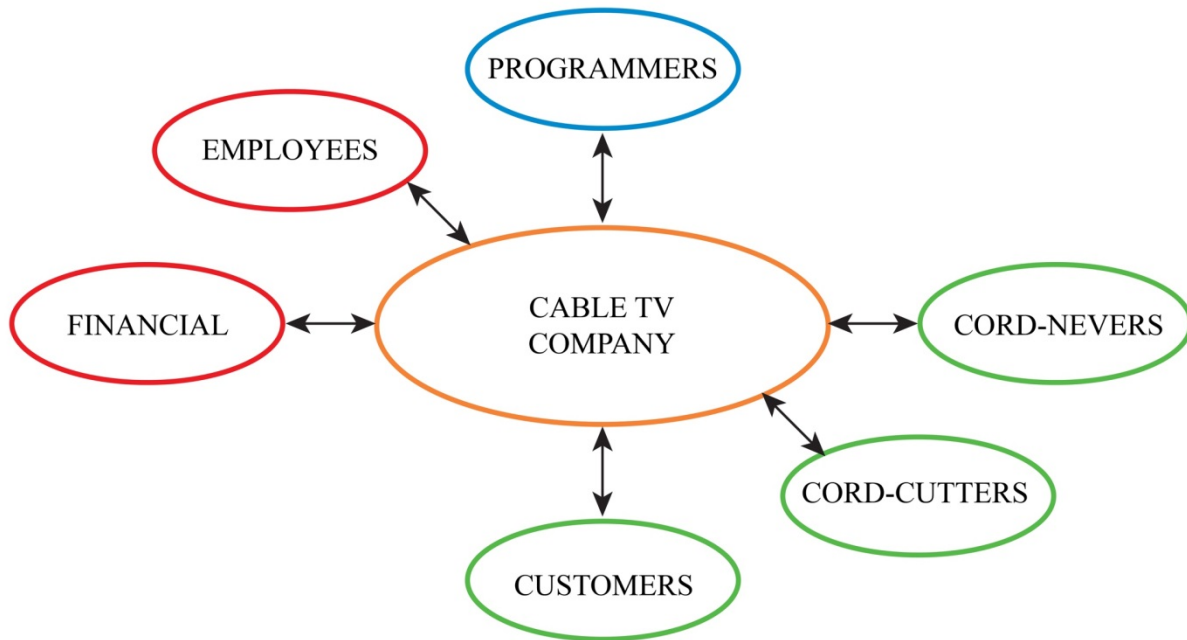 PROGRAMMERS
EMPLOYEES
FINANCIAL
CABLE TV
COMPANY
CORD-NEVERS
CORD-CUTTERS
CUSTOMERS